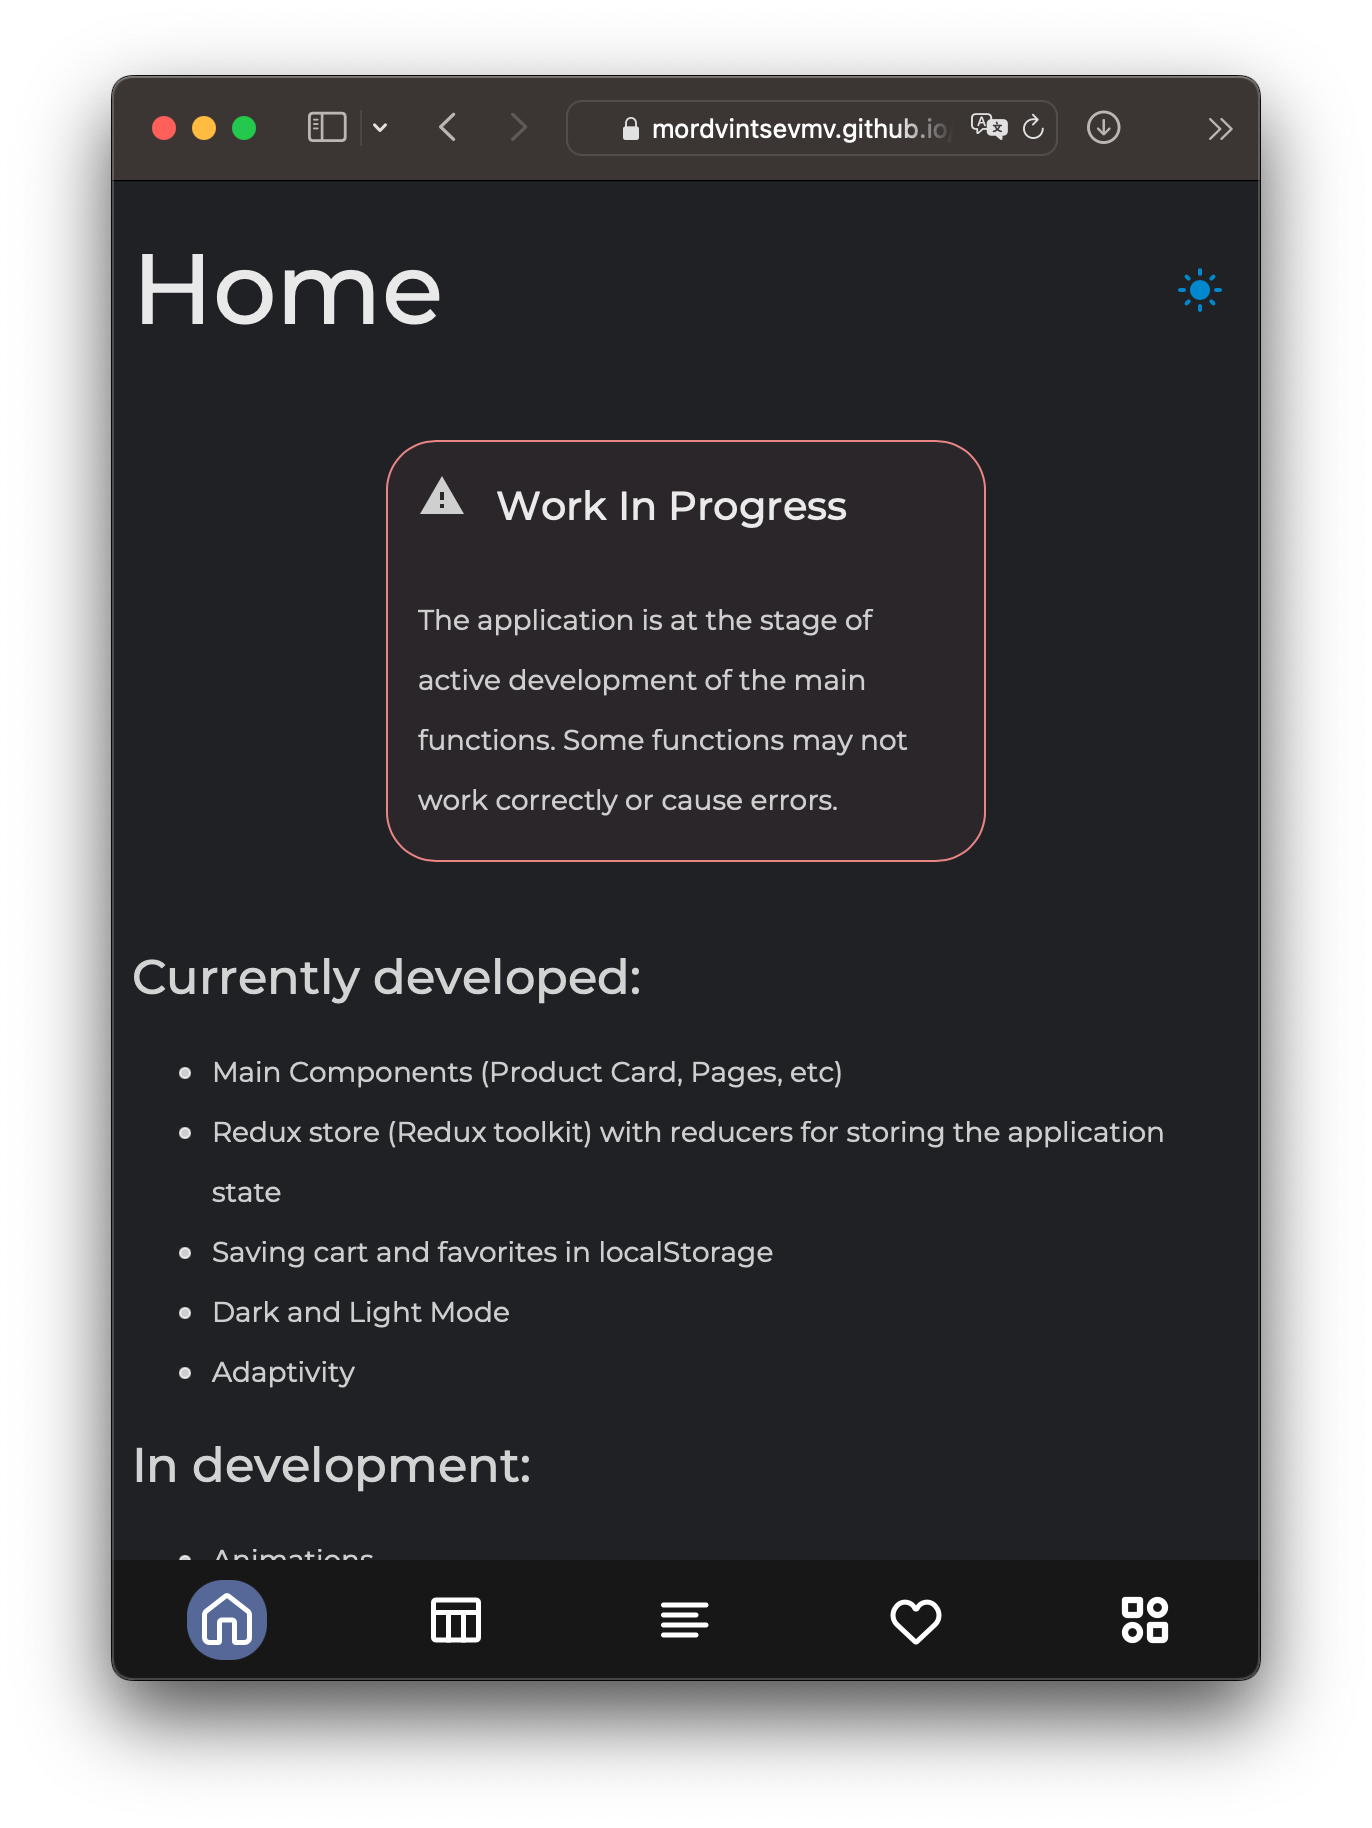 mordvintsevmv.github.io
Home
Work In Progress
The application is at the stage of
active development of the main
functions. Some functions may not
work correctly or cause errors.
Currently developed:
Main Components (Product Card, Pages, etc)
Redux store (Redux toolkit) with reducers for storing the application
state
Saving cart and favorites in localStorage
Dark and Light Mode
Adaptivity
In development:
Animations